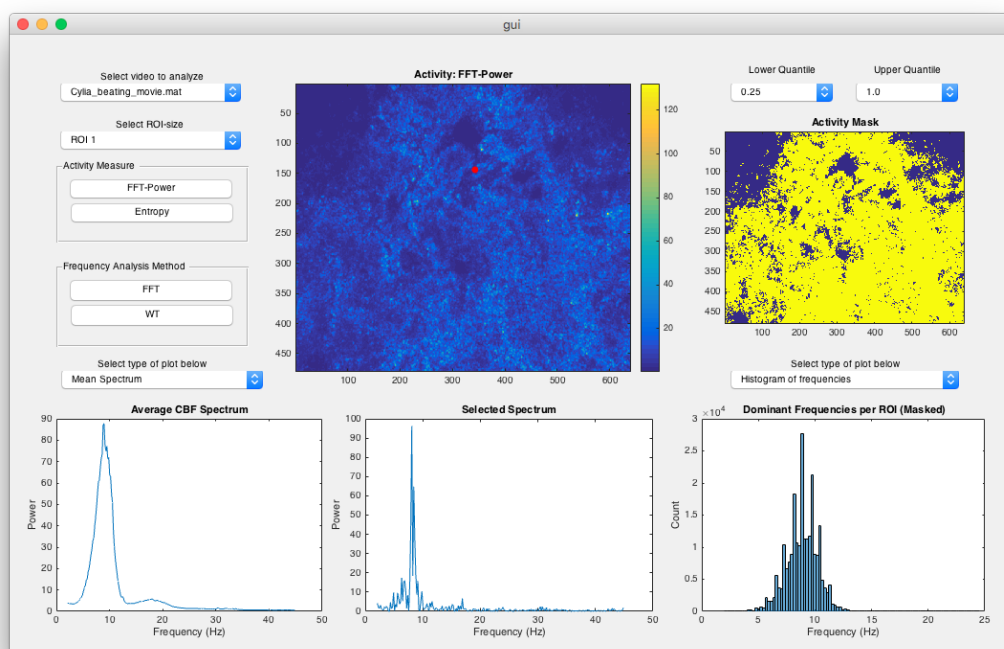 gui
Select video to analyze
Cylia_beating_movie.mat
Select ROI-size
ROI 1
Activity Measure
FFT-Power
Entropy
Frequency Analysis Method
FFT
WT
Select type of plot below
Mean Spectrum
Activity: FFT-Power
50
100
150
200
250
300
350
400
450
100 200 300 400 500 600
120
100
80
60
40
20
Lower Quantile
0.25
Upper Quantile
1.0
Activity Mask
50
100
150
200
250
300
350
400
450
100 200 300 400 500 600
Select type of plot below
Histogram of frequencies
Average CBF Spectrum
90
80
70
60
50
40
30
20
10
0
Power
0 10 20 30 40 50
Frequency (Hz)
Selected Spectrum
100
90
80
70
60
50
40
30
20
10
0
Power
0 10 20 30 40 50
Frequency (Hz)
Dominant Frequencies per ROI (Masked)
×10⁴
3
2.5
2
1.5
1
0.5
0
Count
0 5 10 15 20 25
Frequency (Hz)